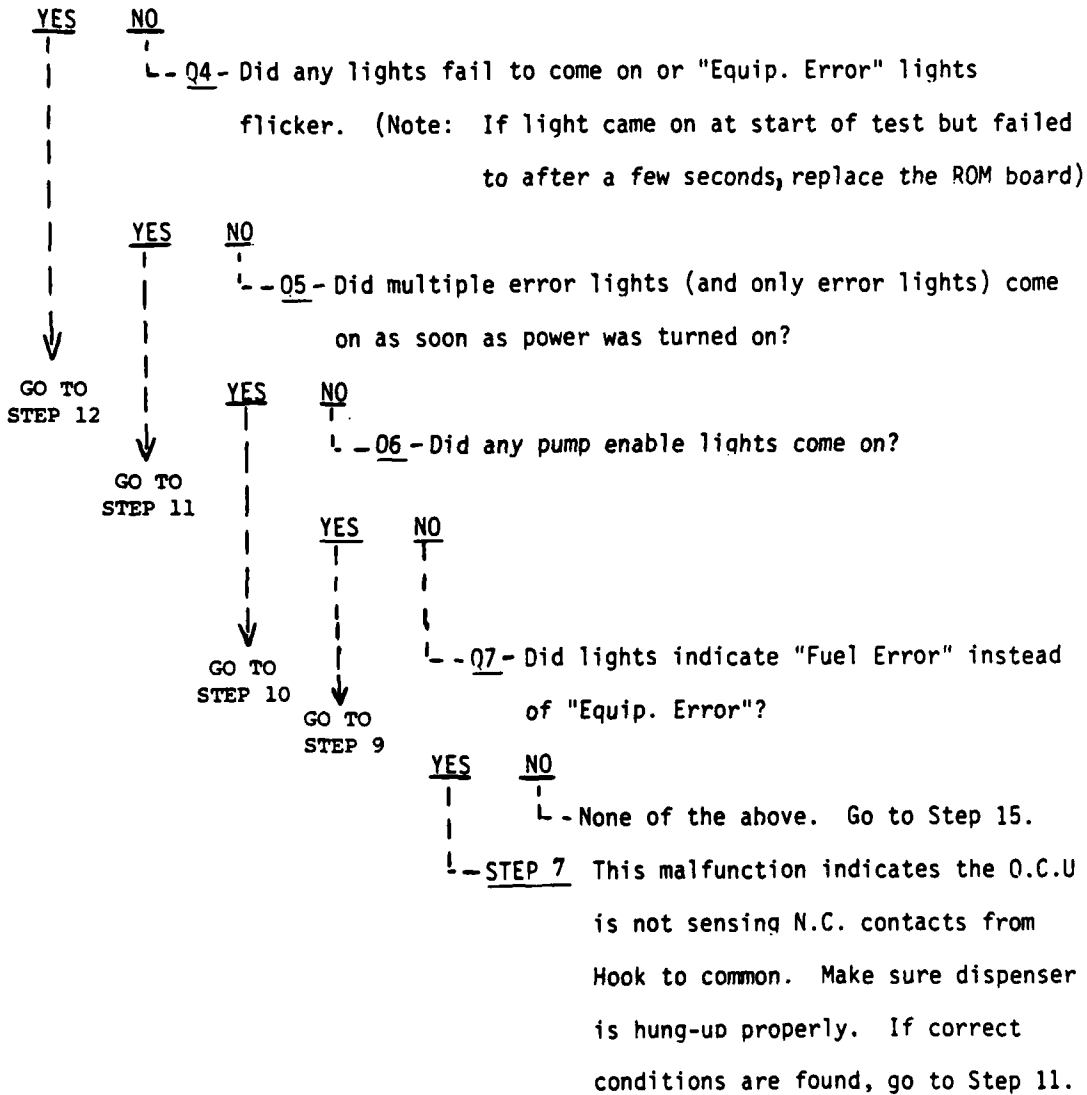 YES NO
Q4 - Did any lights fail to come on or "Equip. Error" lights
flicker. (Note: If light came on at start of test but failed
to after a few seconds, replace the ROM board)
YES NO
Q5 - Did multiple error lights (and only error lights) come
on as soon as power was turned on?
GO TO
STEP 12
YES NO
Q6 - Did any pump enable lights come on?
GO TO
STEP 11
YES NO
Q7 - Did lights indicate "Fuel Error" instead
of "Equip. Error"?
GO TO
STEP 10
GO TO
STEP 9
YES NO
None of the above. Go to Step 15.
STEP 7 This malfunction indicates the O.C.U
is not sensing N.C. contacts from
Hook to common. Make sure dispenser
is hung-up properly. If correct
conditions are found, go to Step 11.